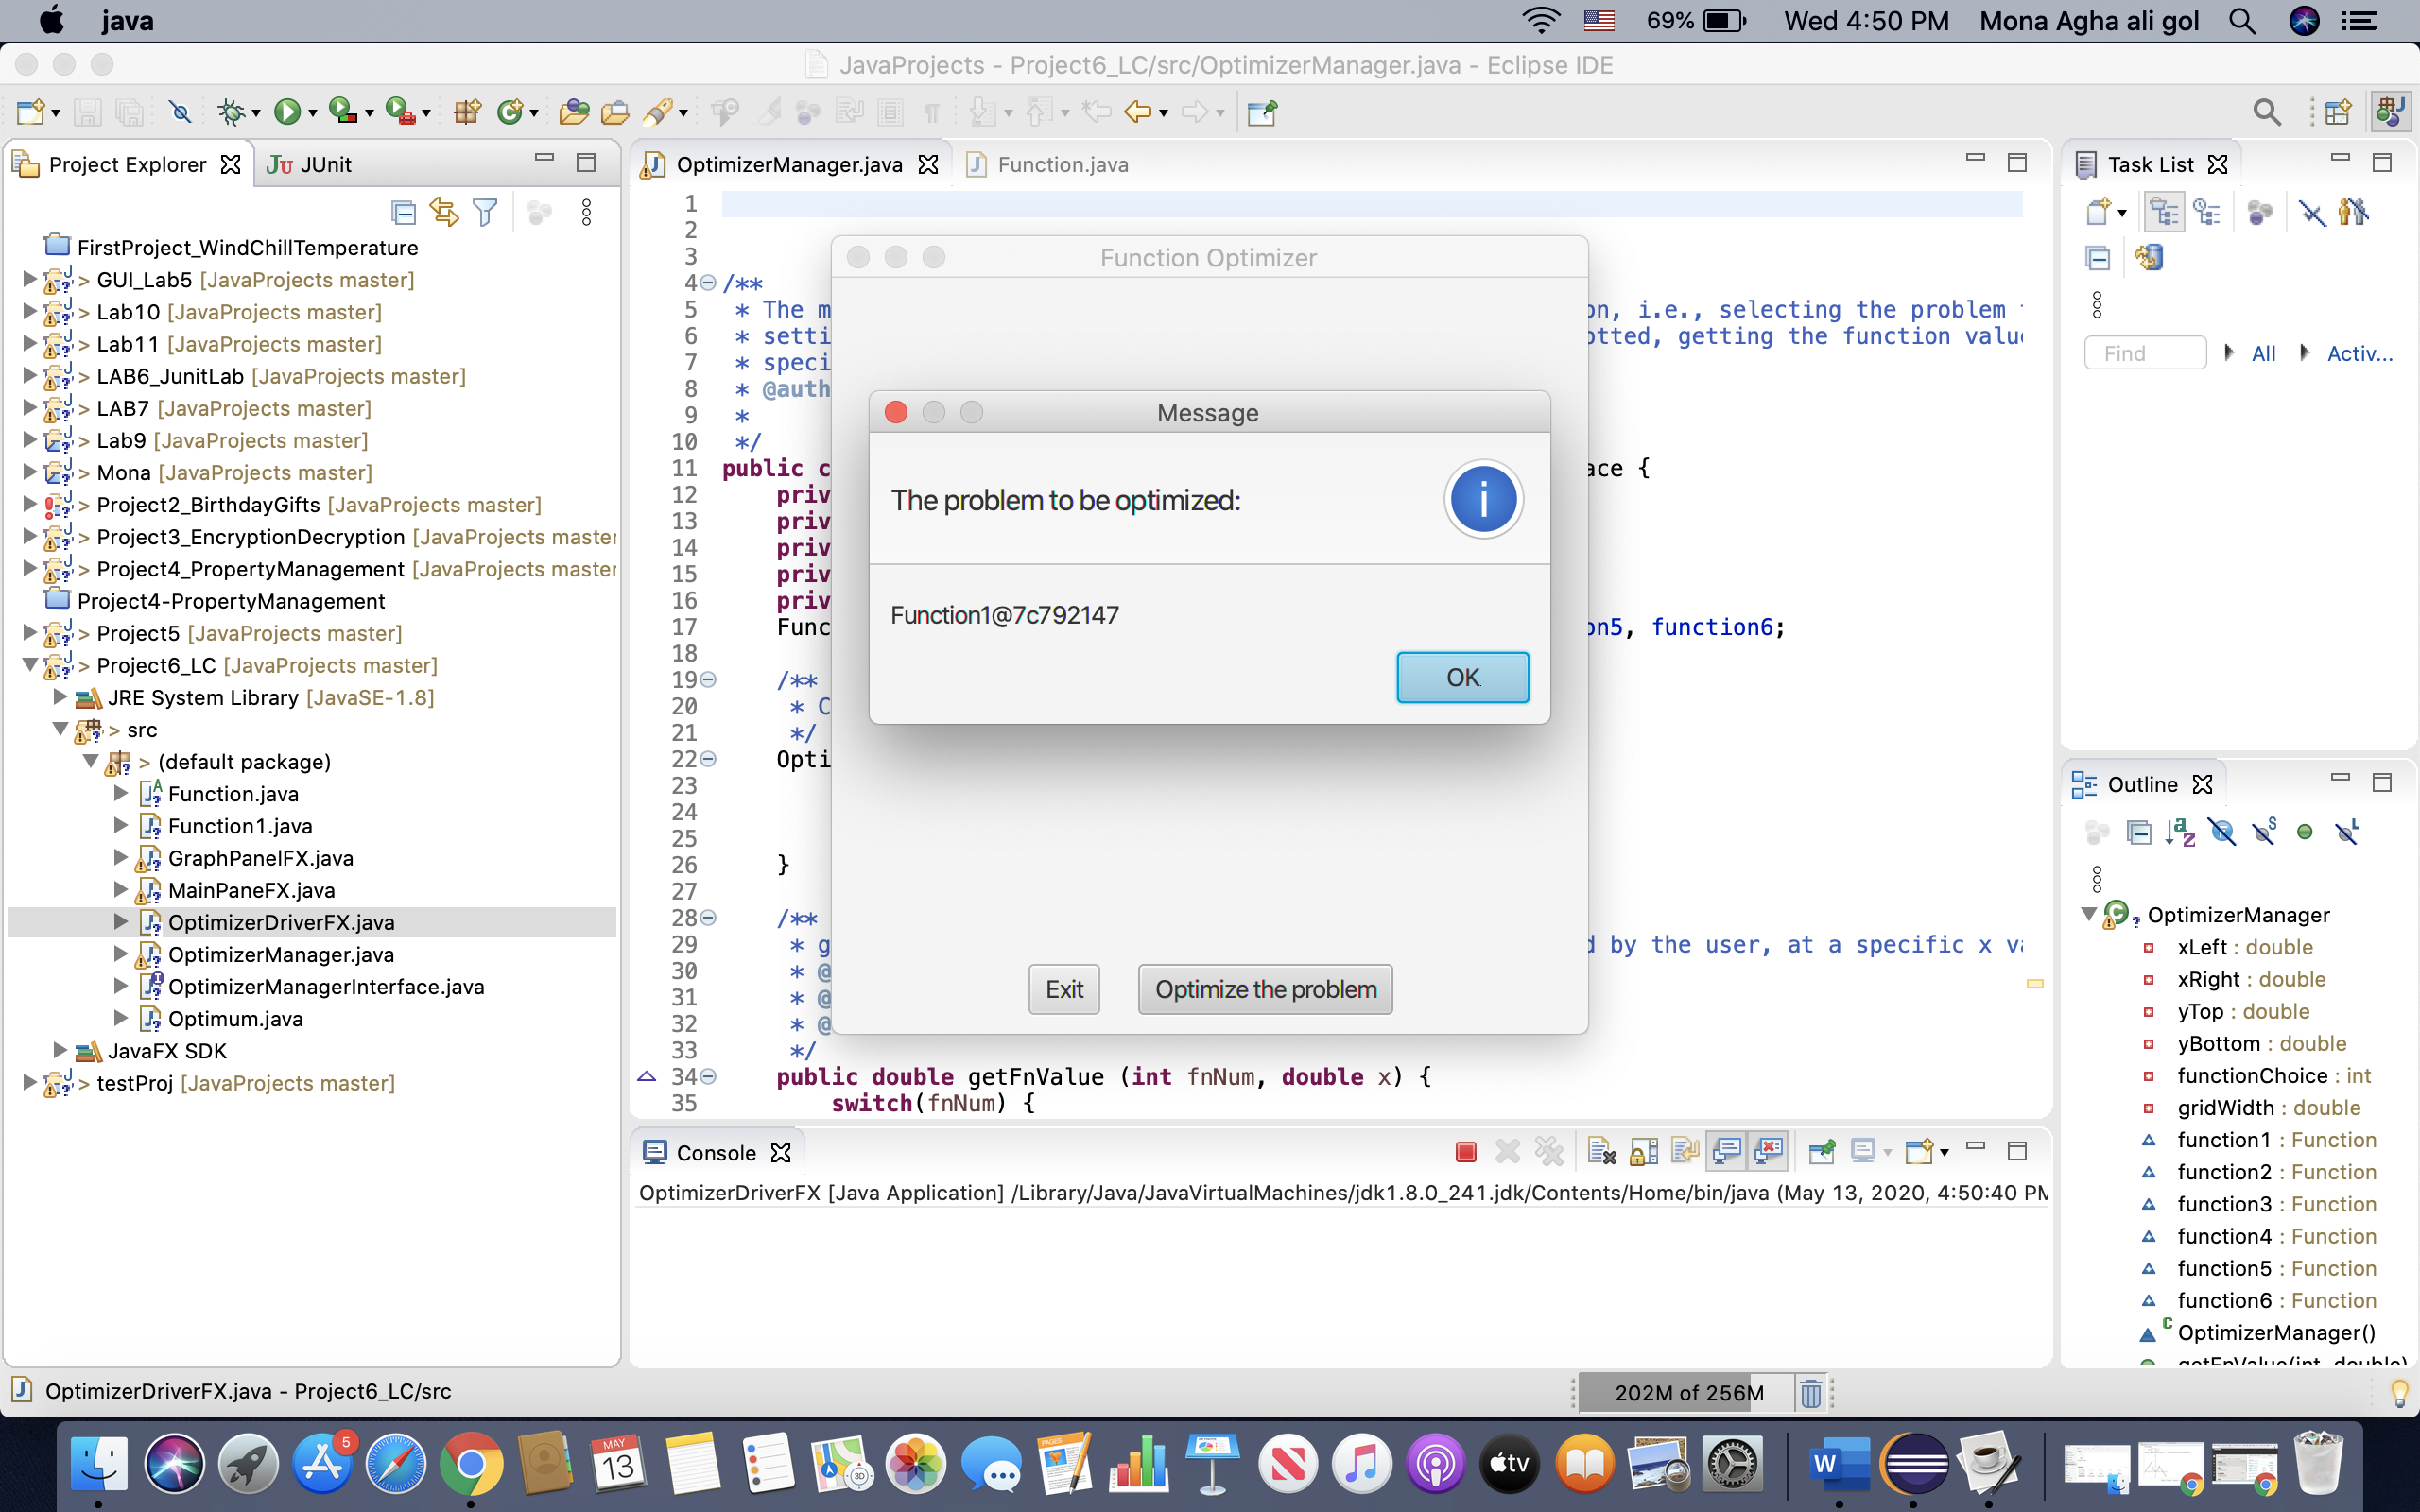 java
69%
Wed 4:50 PM
Mona Agha ali gol
JavaProjects - Project6_LC/src/OptimizerManager.java - Eclipse IDE
Project Explorer
JUnit
FirstProject_WindChillTemperature
> GUI_Lab5 [JavaProjects master]
> Lab10 [JavaProjects master]
> Lab11 [JavaProjects master]
> LAB6_JunitLab [JavaProjects master]
> LAB7 [JavaProjects master]
> Lab9 [JavaProjects master]
> Mona [JavaProjects master]
> Project2_BirthdayGifts [JavaProjects master]
> Project3_EncryptionDecryption [JavaProjects master
> Project4_PropertyManagement [JavaProjects master
Project4-PropertyManagement
> Project5 [JavaProjects master]
> Project6_LC [JavaProjects master]
JRE System Library [JavaSE-1.8]
> src
> (default package)
Function.java
Function1.java
GraphPanelFX.java
MainPaneFX.java
OptimizerDriverFX.java
OptimizerManager.java
OptimizerManagerInterface.java
Optimum.java
JavaFX SDK
> testProj [JavaProjects master]
OptimizerManager.java
Function.java
1
2
3
4 /**
5 * The m on, i.e., selecting the problem
6 * setti otted, getting the function valu
7 * speci
8 * @auth
9 *
10 */
11 public c ace {
12 priv
13 priv
14 priv
15 priv
16 priv
17 Func on5, function6;
18
19 /**
20 * C
21 */
22 Opti
23
24
25
26 }
27
28 /**
29 * g d by the user, at a specific x va
30 * @
31 * @
32 * @
33 */
34 public double getFnValue (int fnNum, double x) {
35 switch(fnNum) {
Function Optimizer
Message
The problem to be optimized:
Function1@7c792147
OK
Exit
Optimize the problem
Console
OptimizerDriverFX [Java Application] /Library/Java/JavaVirtualMachines/jdk1.8.0_241.jdk/Contents/Home/bin/java (May 13, 2020, 4:50:40 PM
Task List
Find
All
Activ...
Outline
OptimizerManager
xLeft : double
xRight : double
yTop : double
yBottom : double
functionChoice : int
gridWidth : double
function1 : Function
function2 : Function
function3 : Function
function4 : Function
function5 : Function
function6 : Function
OptimizerManager()
getFnValue(int, double)
OptimizerDriverFX.java - Project6_LC/src
202M of 256M
5
MAY
13
PAGES
3D
tv
W